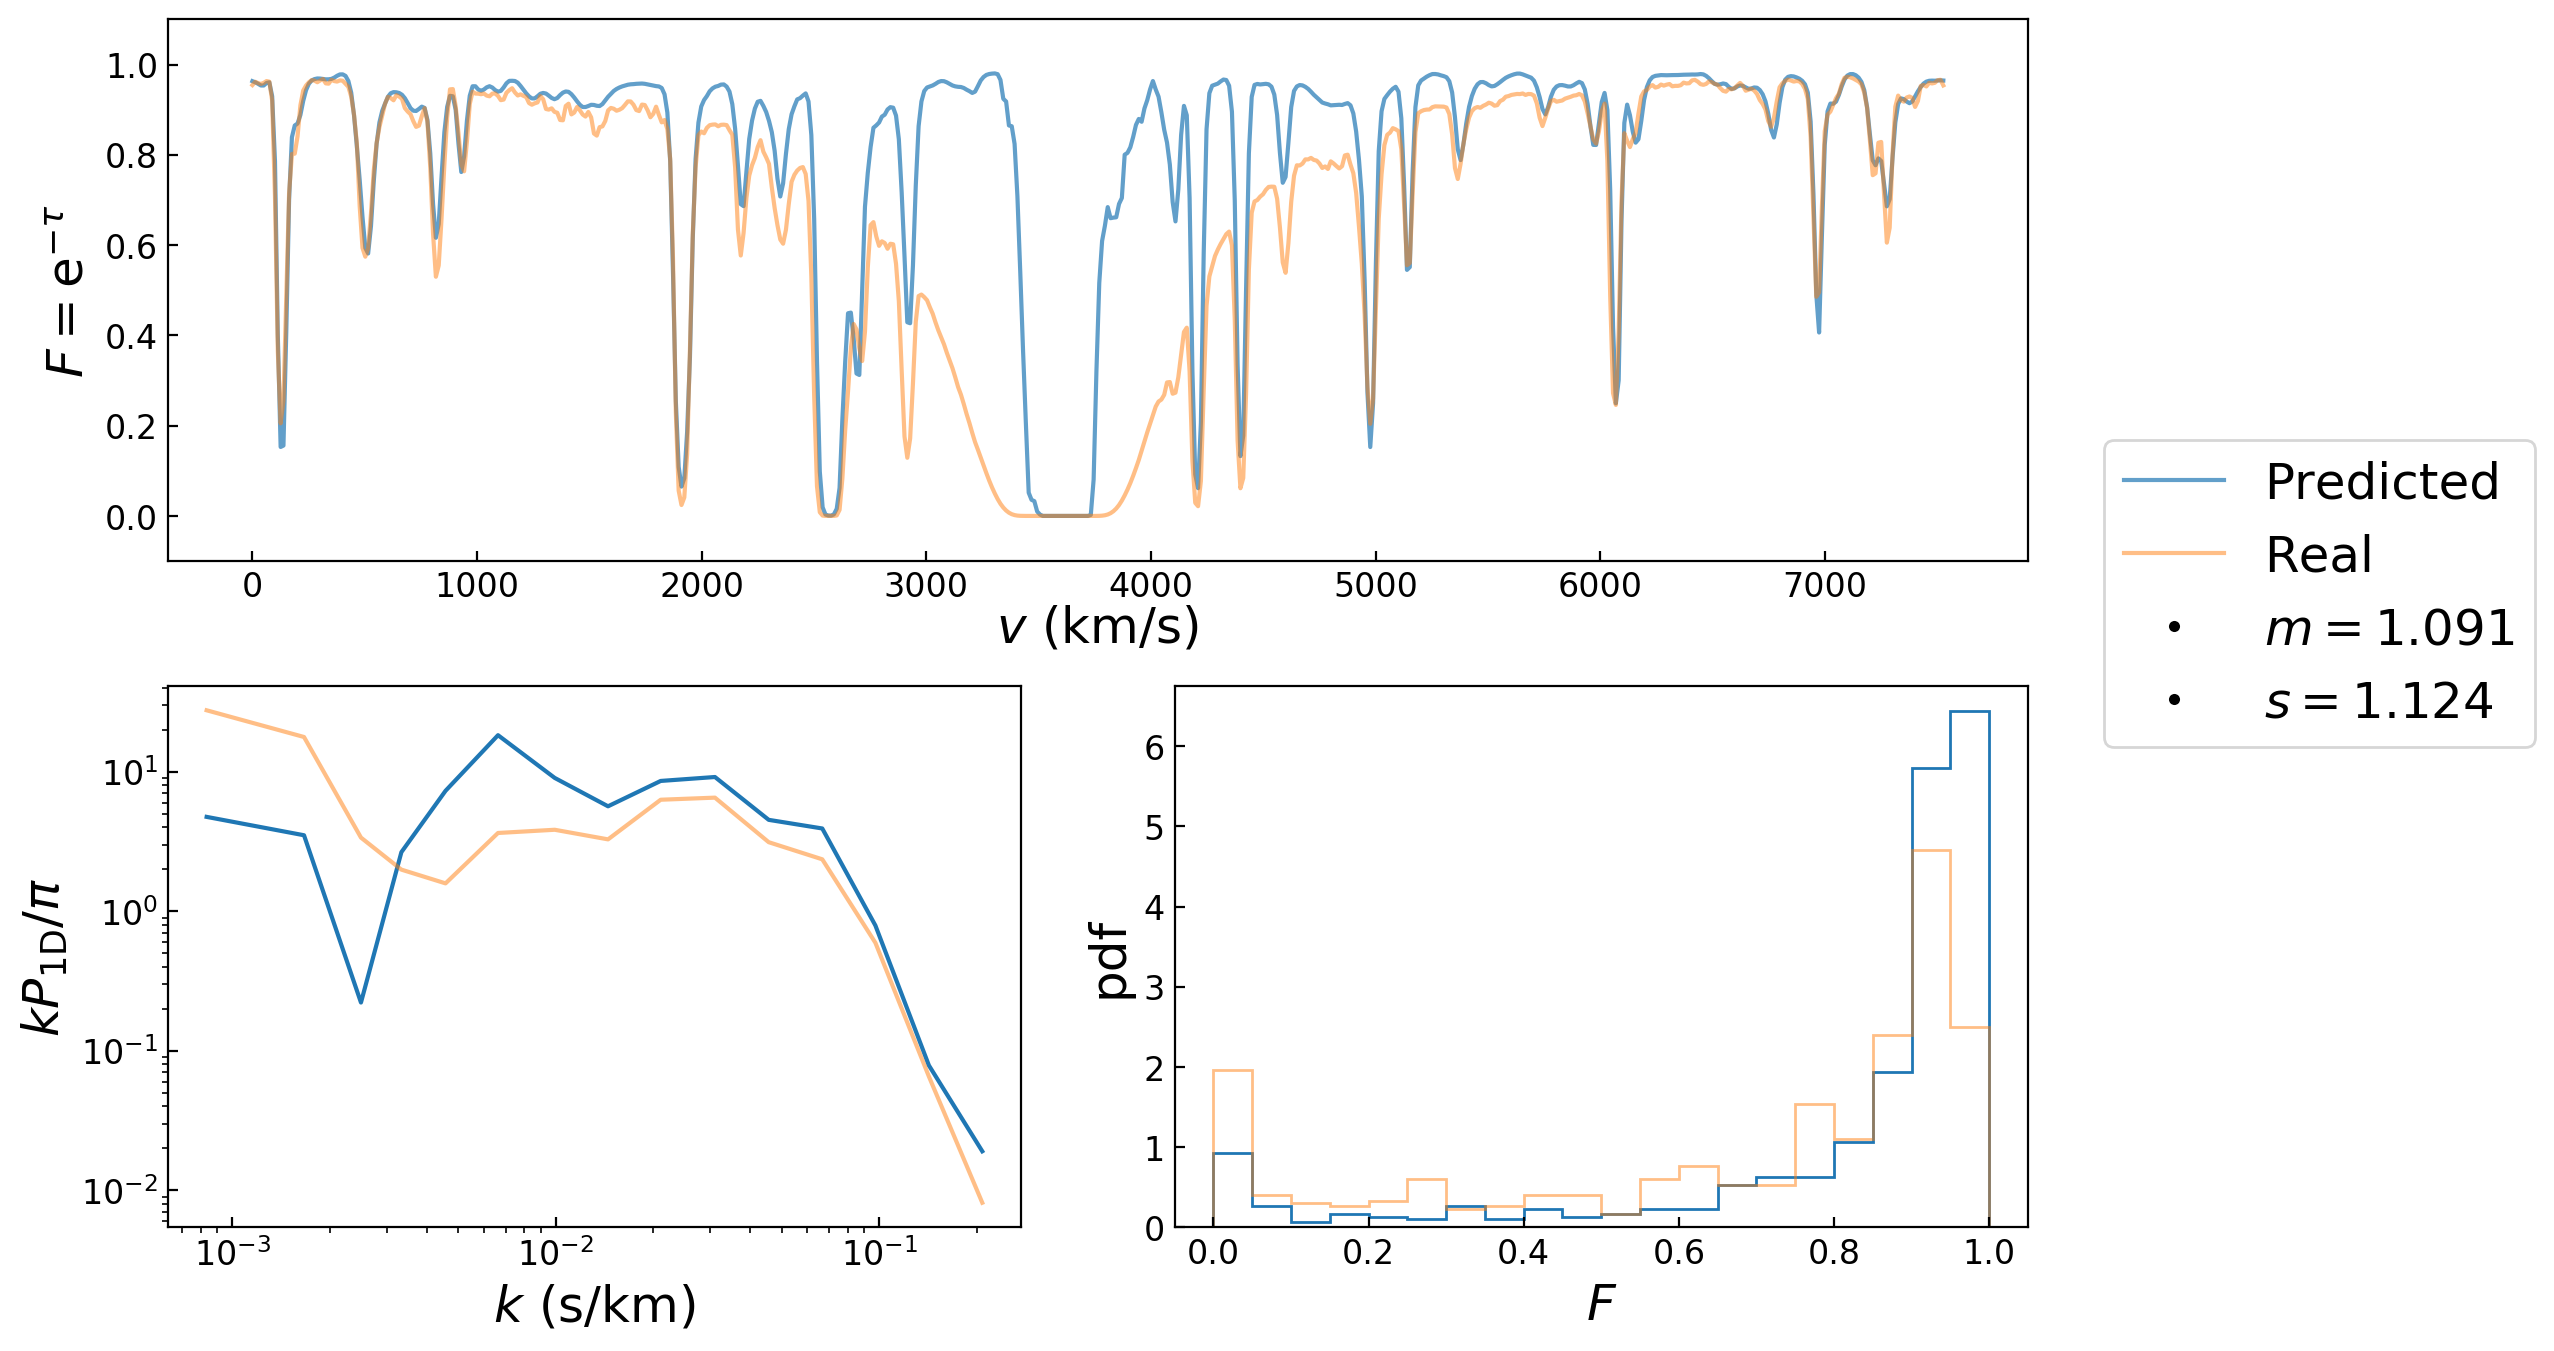 F = e^{−τ}
1.0
0.8
0.6
0.4
0.2
0.0
0 1000 2000 3000 4000 5000 6000 7000
v (km/s)
Predicted
Real
m = 1.091
s = 1.124
kP_{1D}/π
10^1
10^0
10^{−1}
10^{−2}
10^{−3} 10^{−2} 10^{−1}
k (s/km)
pdf
6
5
4
3
2
1
0
0.0 0.2 0.4 0.6 0.8 1.0
F